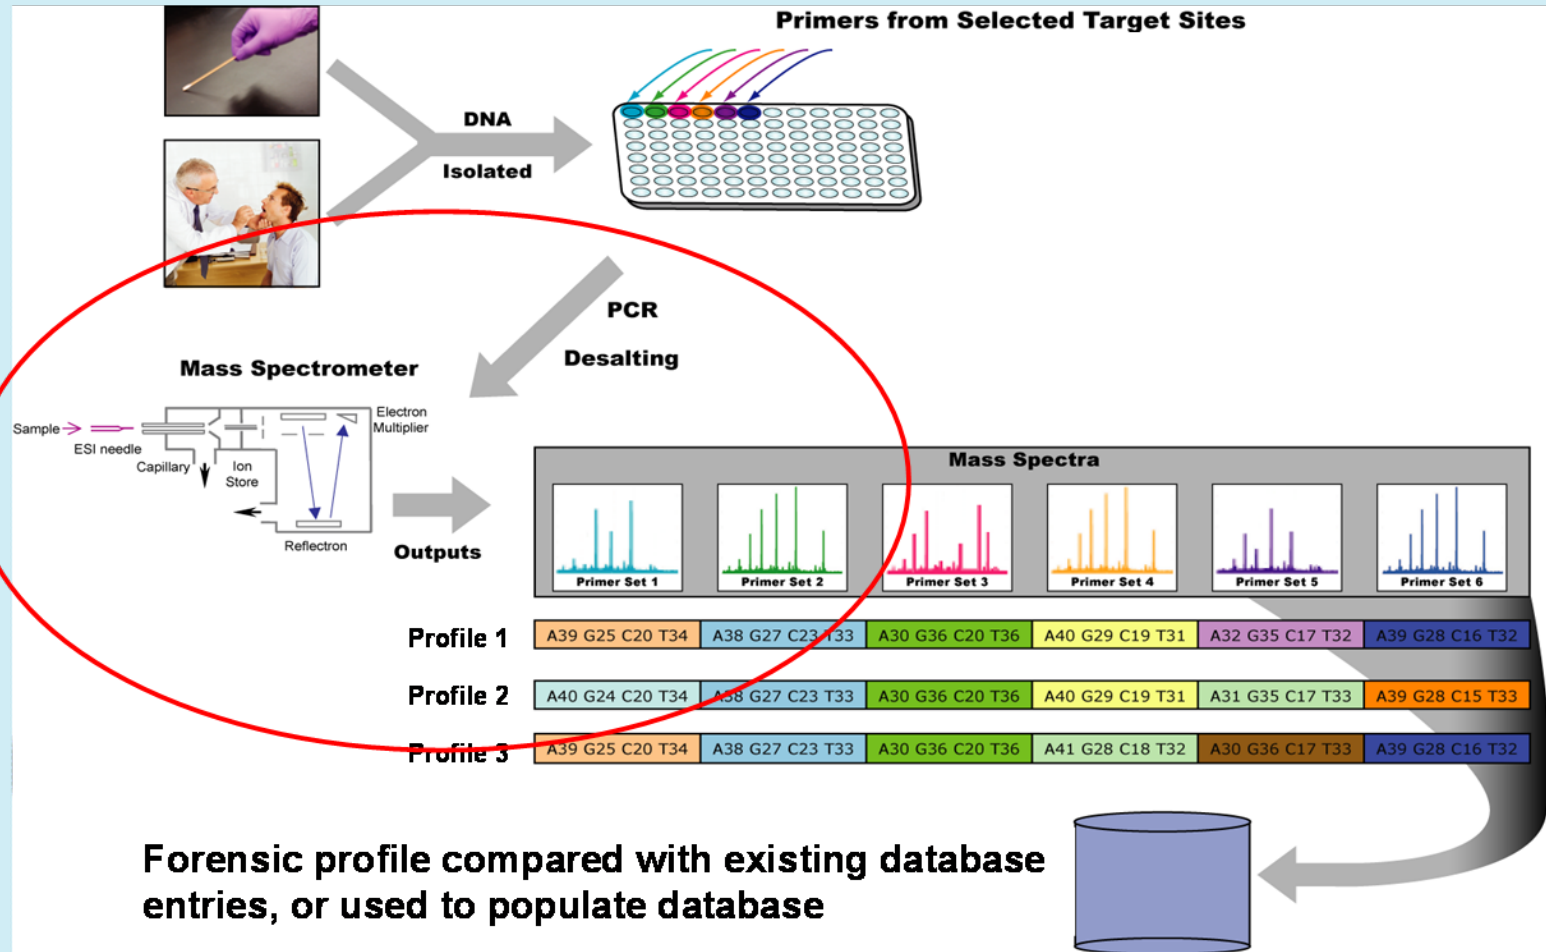 Primers from Selected Target Sites
DNA
Isolated
PCR
Desalting
Mass Spectrometer
Sample
ESI needle
Capillary
Ion
Store
Electron
Multiplier
Reflectron
Outputs
Mass Spectra
Primer Set 1
Primer Set 2
Primer Set 3
Primer Set 4
Primer Set 5
Primer Set 6
Profile 1 A39 G25 C20 T34 A38 G27 C23 T33 A30 G36 C20 T36 A40 G29 C19 T31 A32 G35 C17 T32 A39 G28 C16 T32
Profile 2 A40 G24 C20 T34 A38 G27 C23 T33 A30 G36 C20 T36 A40 G29 C19 T31 A31 G35 C17 T33 A39 G28 C15 T33
Profile 3 A39 G25 C20 T34 A38 G27 C23 T33 A30 G36 C20 T36 A41 G28 C18 T32 A30 G36 C17 T33 A39 G28 C16 T32
Forensic profile compared with existing database
entries, or used to populate database